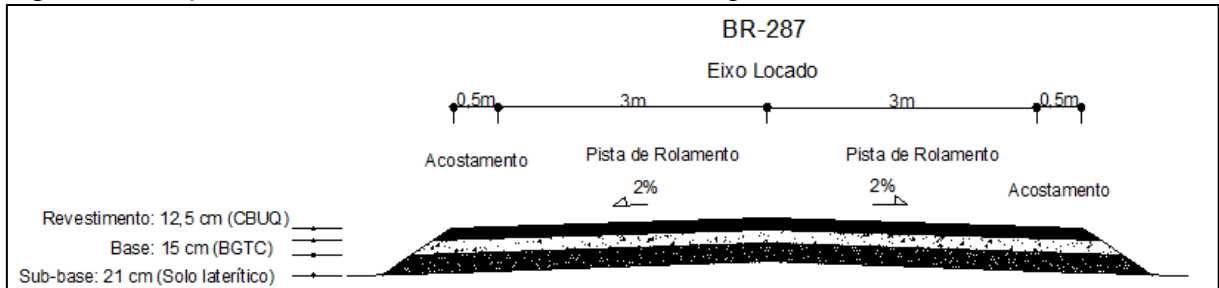 BR-287
Eixo Locado
0,5m 3m 3m 0,5m
Acostamento Pista de Rolamento Pista de Rolamento Acostamento
2% 2%
Revestimento: 12,5 cm (CBUQ)
Base: 15 cm (BGTC)
Sub-base: 21 cm (Solo laterítico)